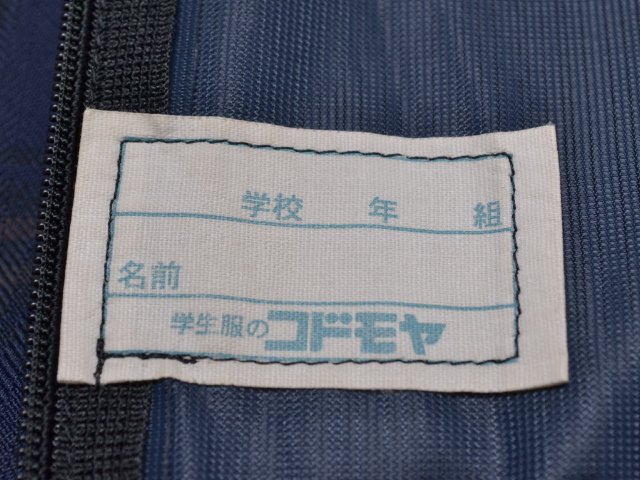 学校 年 組
名前
学生服のコドモヤ